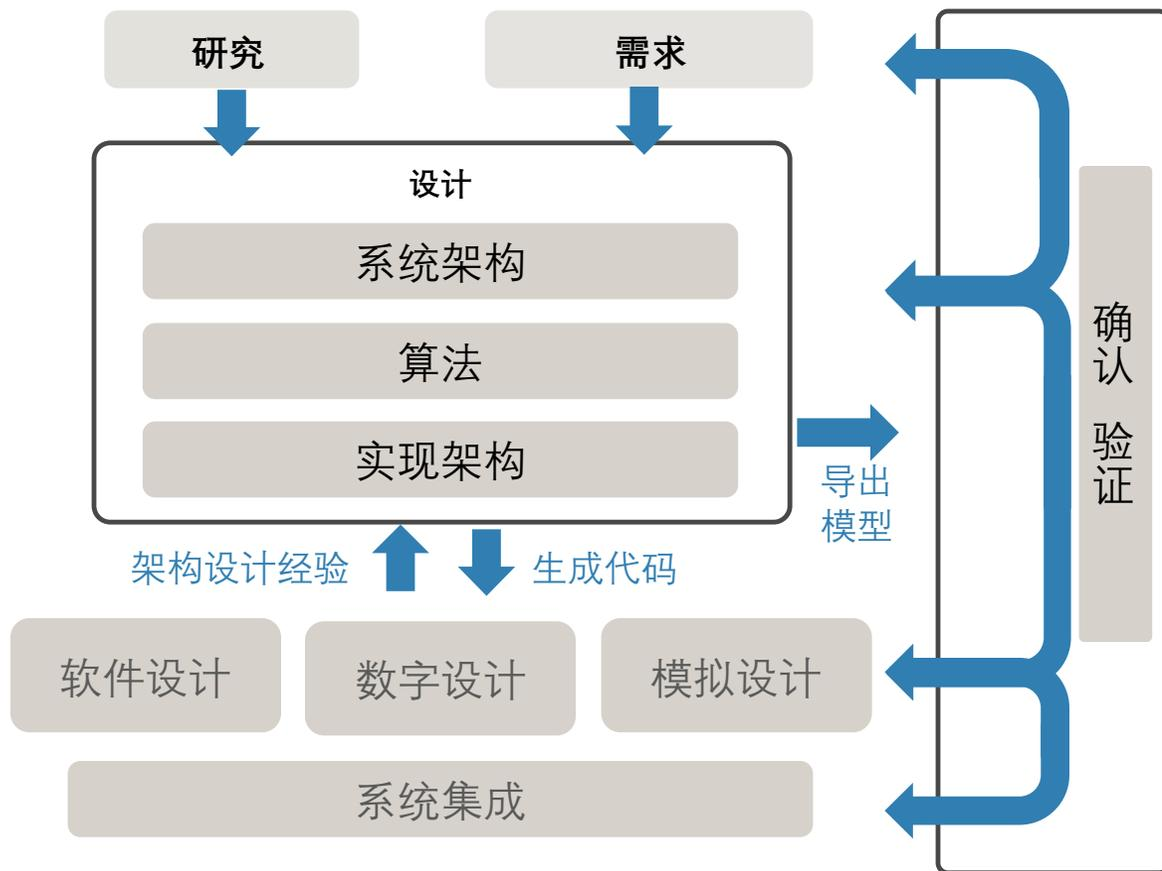 研究
需求
设计
系统架构
算法
实现架构
导出
模型
架构设计经验
生成代码
软件设计
数字设计
模拟设计
系统集成
确认 验证